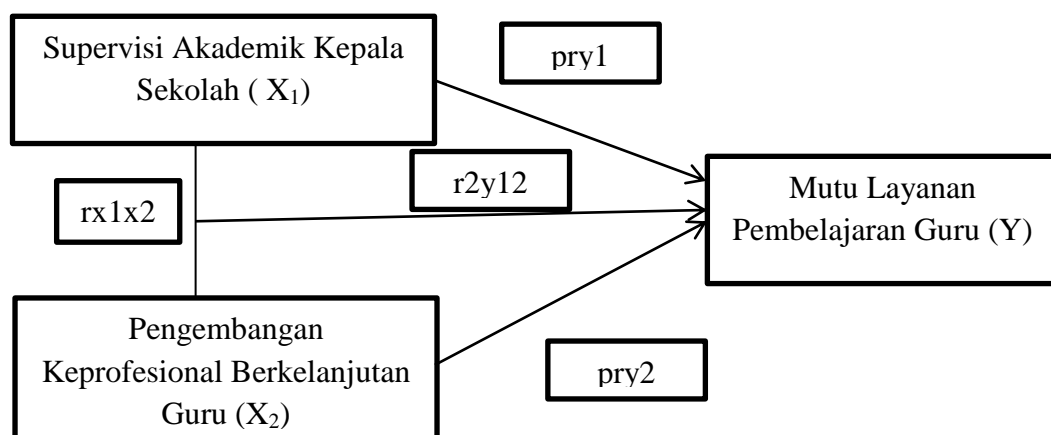 Supervisi Akademik Kepala
Sekolah ( X₁)
pry1
r2y12
rx1x2
Mutu Layanan
Pembelajaran Guru (Y)
Pengembangan
Keprofesional Berkelanjutan
Guru (X₂)
pry2